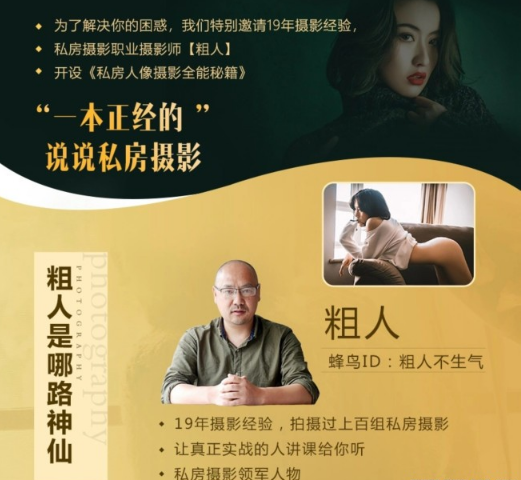 为了解决你的困惑，我们特别邀请19年摄影经验，
私房摄影职业摄影师【粗人】
开设《私房人像摄影全能秘籍》
“一本正经的 ”
说说私房摄影
粗人是哪路神仙
PHOTOGRAPHY
photography
粗人
蜂鸟ID：粗人不生气
19年摄影经验，拍摄过上百组私房摄影
让真正实战的人讲课给你听
私房摄影领军人物